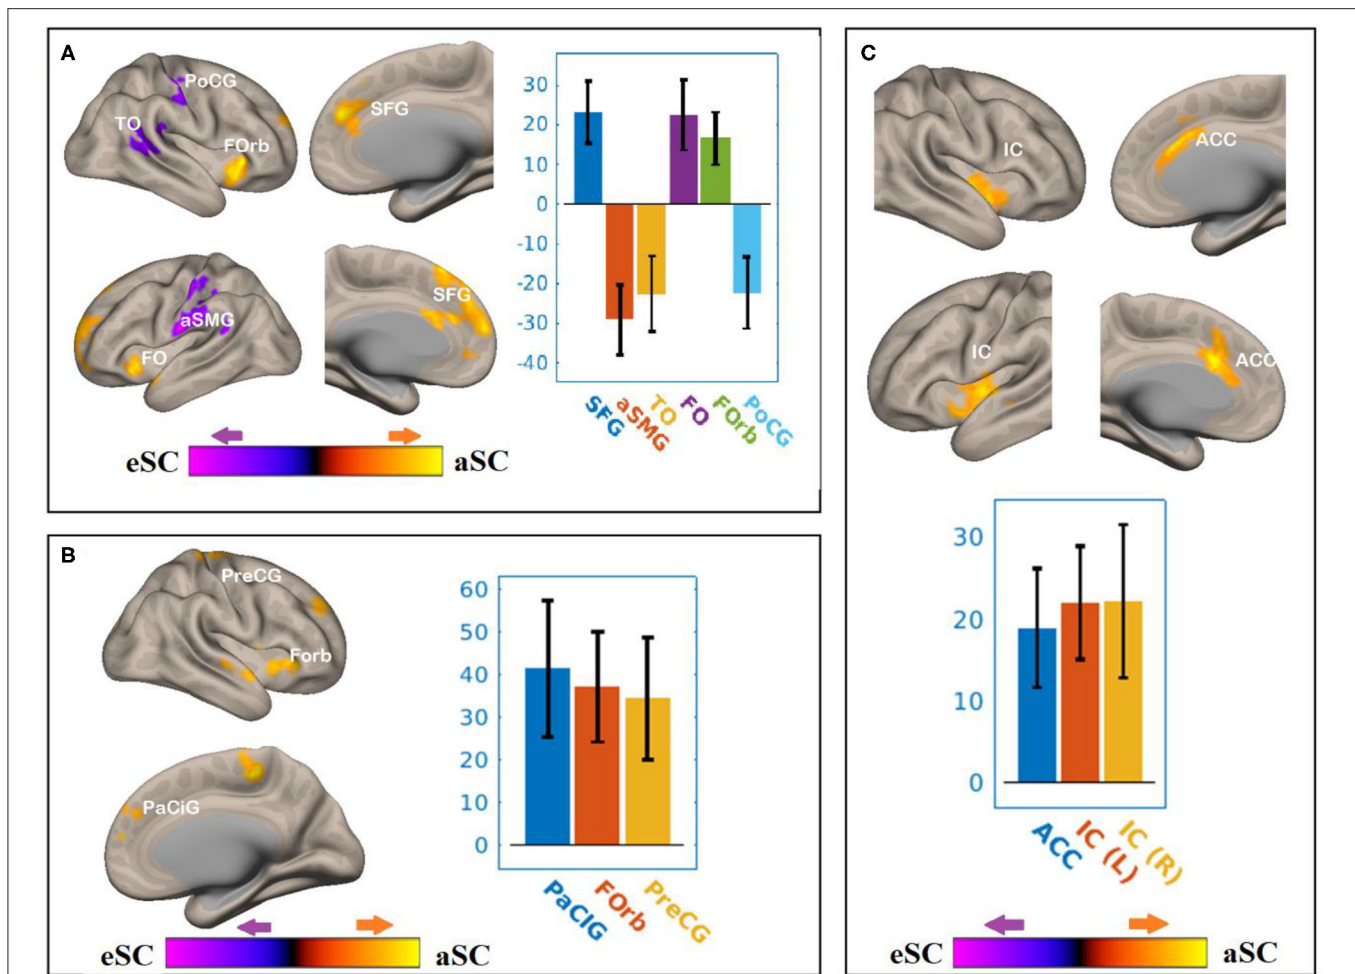 A
PoCG
TO
FOrb
SFG
aSMG
FO
SFG
30
20
10
0
-10
-20
-30
-40
SFG
aSMG
TO
FO
FOrb
PoCG
eSC
aSC
B
PreCG
Forb
PaCiG
60
50
40
30
20
10
0
PaCIG
FOrb
PreCG
eSC
aSC
C
IC
ACC
IC
ACC
30
20
10
0
ACC
IC (L)
IC (R)
eSC
aSC